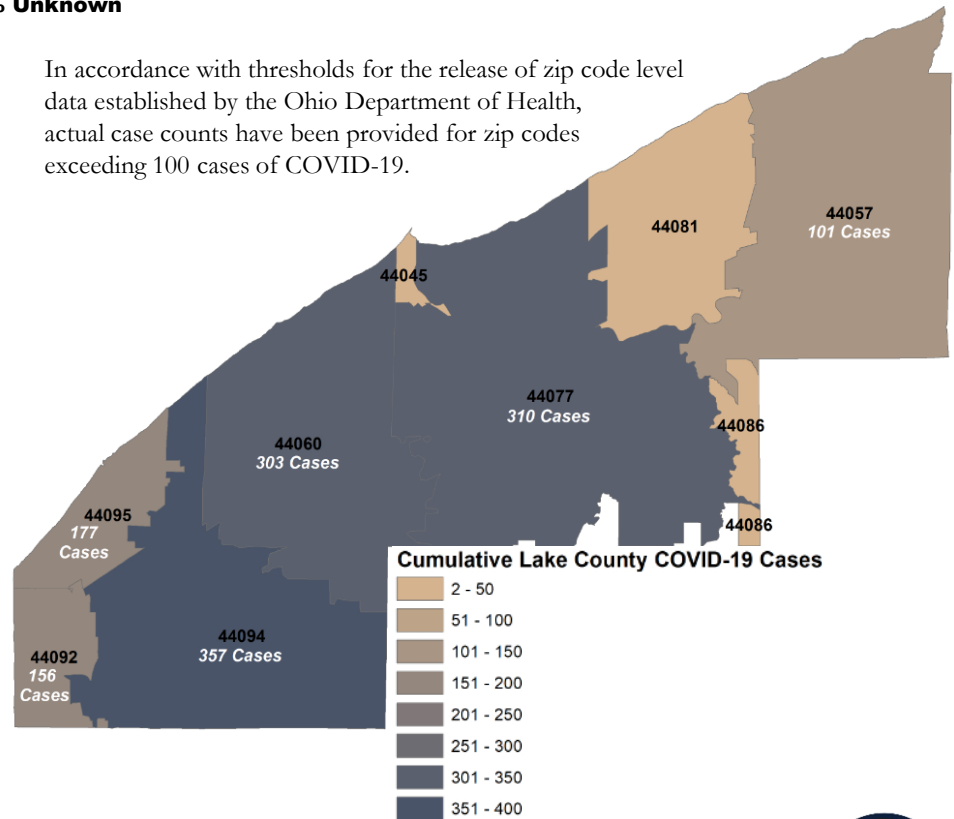 Unknown
In accordance with thresholds for the release of zip code level
data established by the Ohio Department of Health,
actual case counts have been provided for zip codes
exceeding 100 cases of COVID-19.
44057
101 Cases
44081
44045
44077
310 Cases
44086
44060
303 Cases
44095
177
Cases
44086
44094
357 Cases
44092
156
Cases
Cumulative Lake County COVID-19 Cases
2 - 50
51 - 100
101 - 150
151 - 200
201 - 250
251 - 300
301 - 350
351 - 400